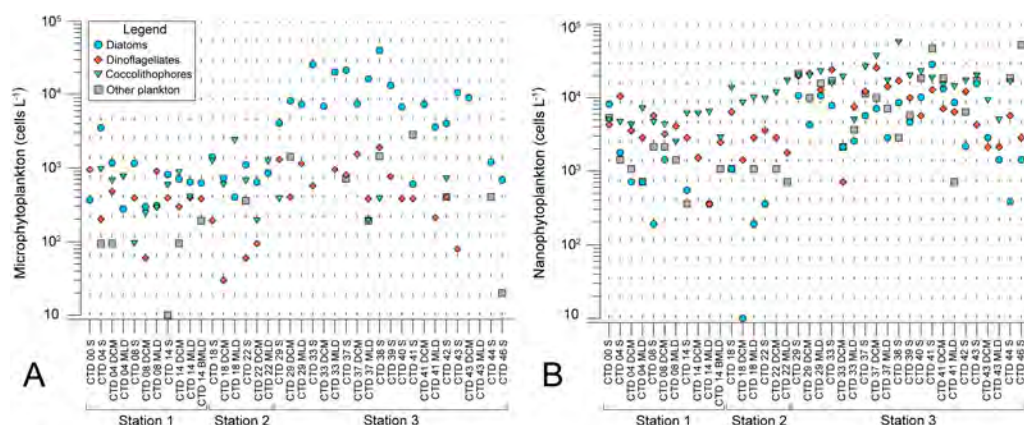 Microphytoplankton (cells L⁻¹)
10⁵
10⁴
10³
10²
10
Legend
Diatoms
Dinoflagellates
Coccolithophores
Other plankton
A
CTD 00 S
CTD 04 S
CTD 04 DCM
CTD 04 MLD
CTD 08 S
CTD 08 DCM
CTD 08 MLD
CTD 14 S
CTD 14 DCM
CTD 14 MLD
CTD 14 BMLD
CTD 18 S
CTD 18 DCM
CTD 18 MLD
CTD 22 S
CTD 22 DCM
CTD 22 MLD
CTD 29 S
CTD 29 DCM
CTD 29 MLD
CTD 33 S
CTD 33 DCM
CTD 33 MLD
CTD 37 S
CTD 37 DCM
CTD 37 MLD
CTD 38 S
CTD 39 S
CTD 40 S
CTD 41 S
CTD 41 DCM
CTD 41 MLD
CTD 42 S
CTD 43 S
CTD 43 DCM
CTD 43 MLD
CTD 44 S
CTD 46 S
Station 1
Station 2
Station 3
Nanophytoplankton (cells L⁻¹)
10⁵
10⁴
10³
10²
10
B
CTD 00 S
CTD 04 S
CTD 04 DCM
CTD 04 MLD
CTD 08 S
CTD 08 DCM
CTD 08 MLD
CTD 14 S
CTD 14 DCM
CTD 14 MLD
CTD 14 BMLD
CTD 18 S
CTD 18 DCM
CTD 18 MLD
CTD 22 S
CTD 22 DCM
CTD 22 MLD
CTD 29 S
CTD 29 DCM
CTD 29 MLD
CTD 33 S
CTD 33 DCM
CTD 33 MLD
CTD 37 S
CTD 37 DCM
CTD 37 MLD
CTD 38 S
CTD 39 S
CTD 40 S
CTD 41 S
CTD 41 DCM
CTD 41 MLD
CTD 42 S
CTD 43 S
CTD 43 DCM
CTD 43 MLD
CTD 44 S
CTD 46 S
Station 1
Station 2
Station 3